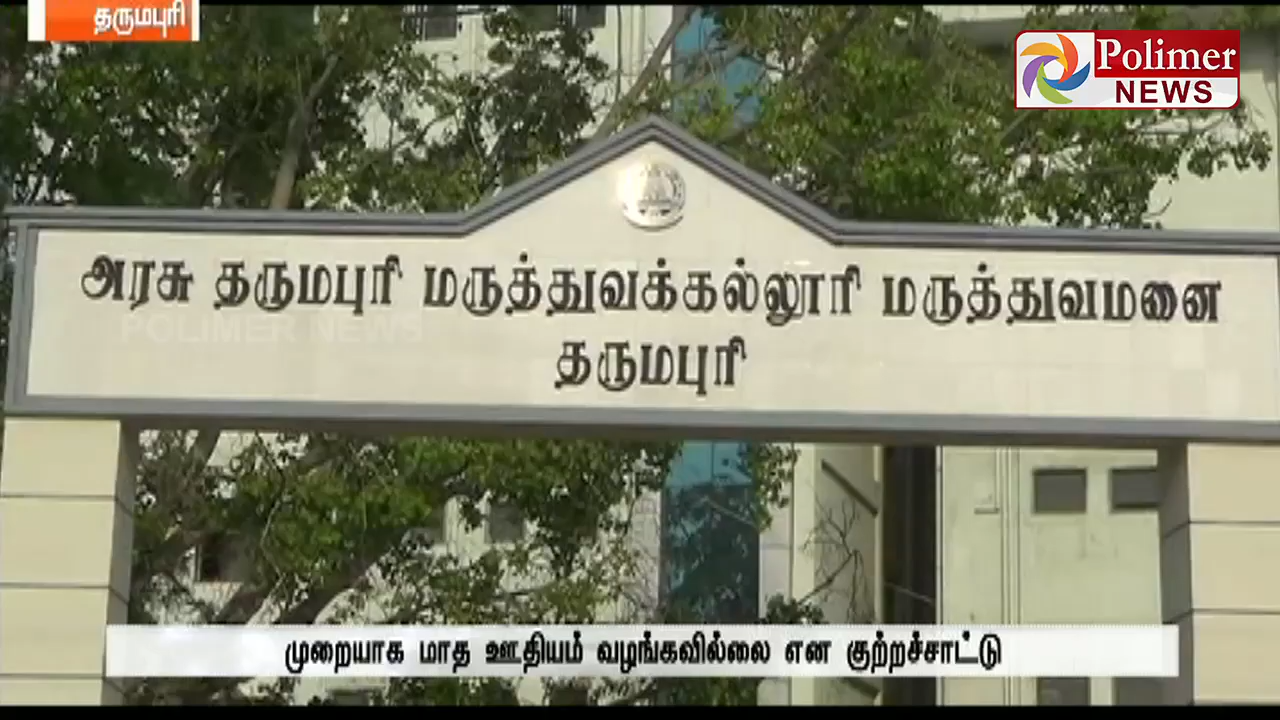 தருமபுரி
Polimer
NEWS
அரசு தருமபுரி மருத்துவக்கல்லூரி மருத்துவமனை
POLIMER NEWS
தருமபுரி
முறையாக மாத ஊதியம் வழங்கவில்லை என குற்றச்சாட்டு